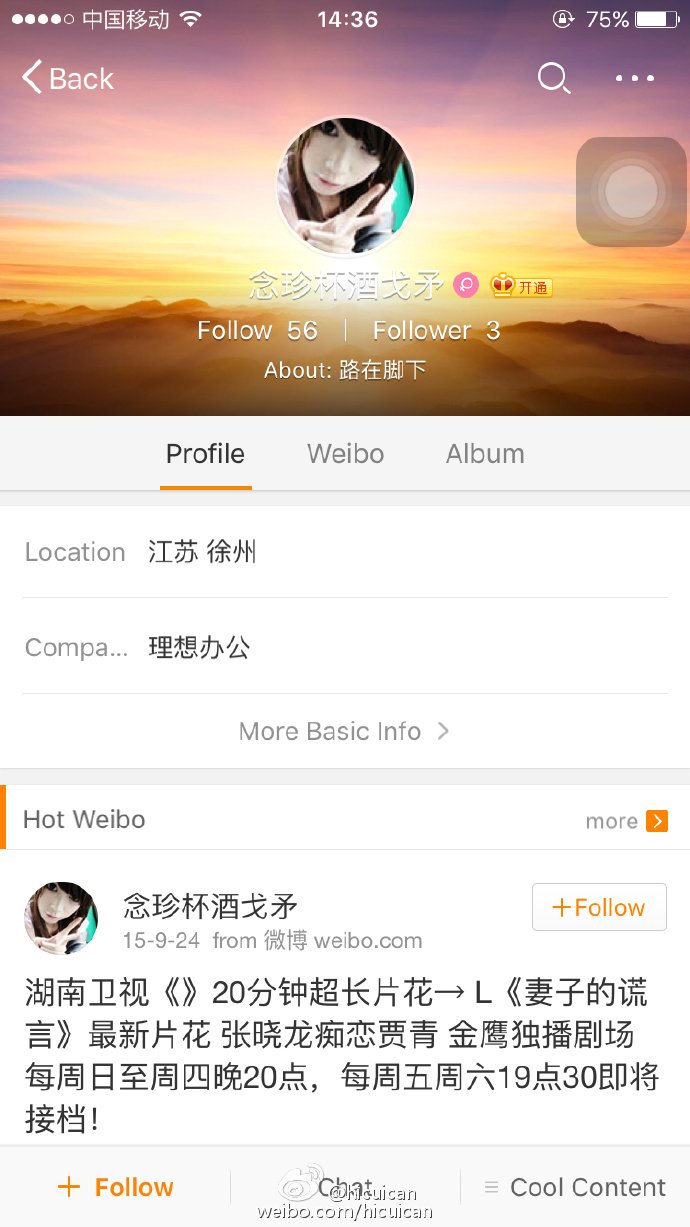 中国移动 14:36 75%
Back
念珍杯酒戈矛 开通
Follow 56 | Follower 3
About: 路在脚下
Profile Weibo Album
Location 江苏 徐州
Compa... 理想办公
More Basic Info
Hot Weibo more
念珍杯酒戈矛 +Follow
15-9-24 from 微博 weibo.com
湖南卫视《》20分钟超长片花→ L《妻子的谎
言》最新片花 张晓龙痴恋贾青 金鹰独播剧场
每周日至周四晚20点，每周五周六19点30即将
接档！
+ Follow Chat Cool Content
@hicuican
weibo.com/hicuican